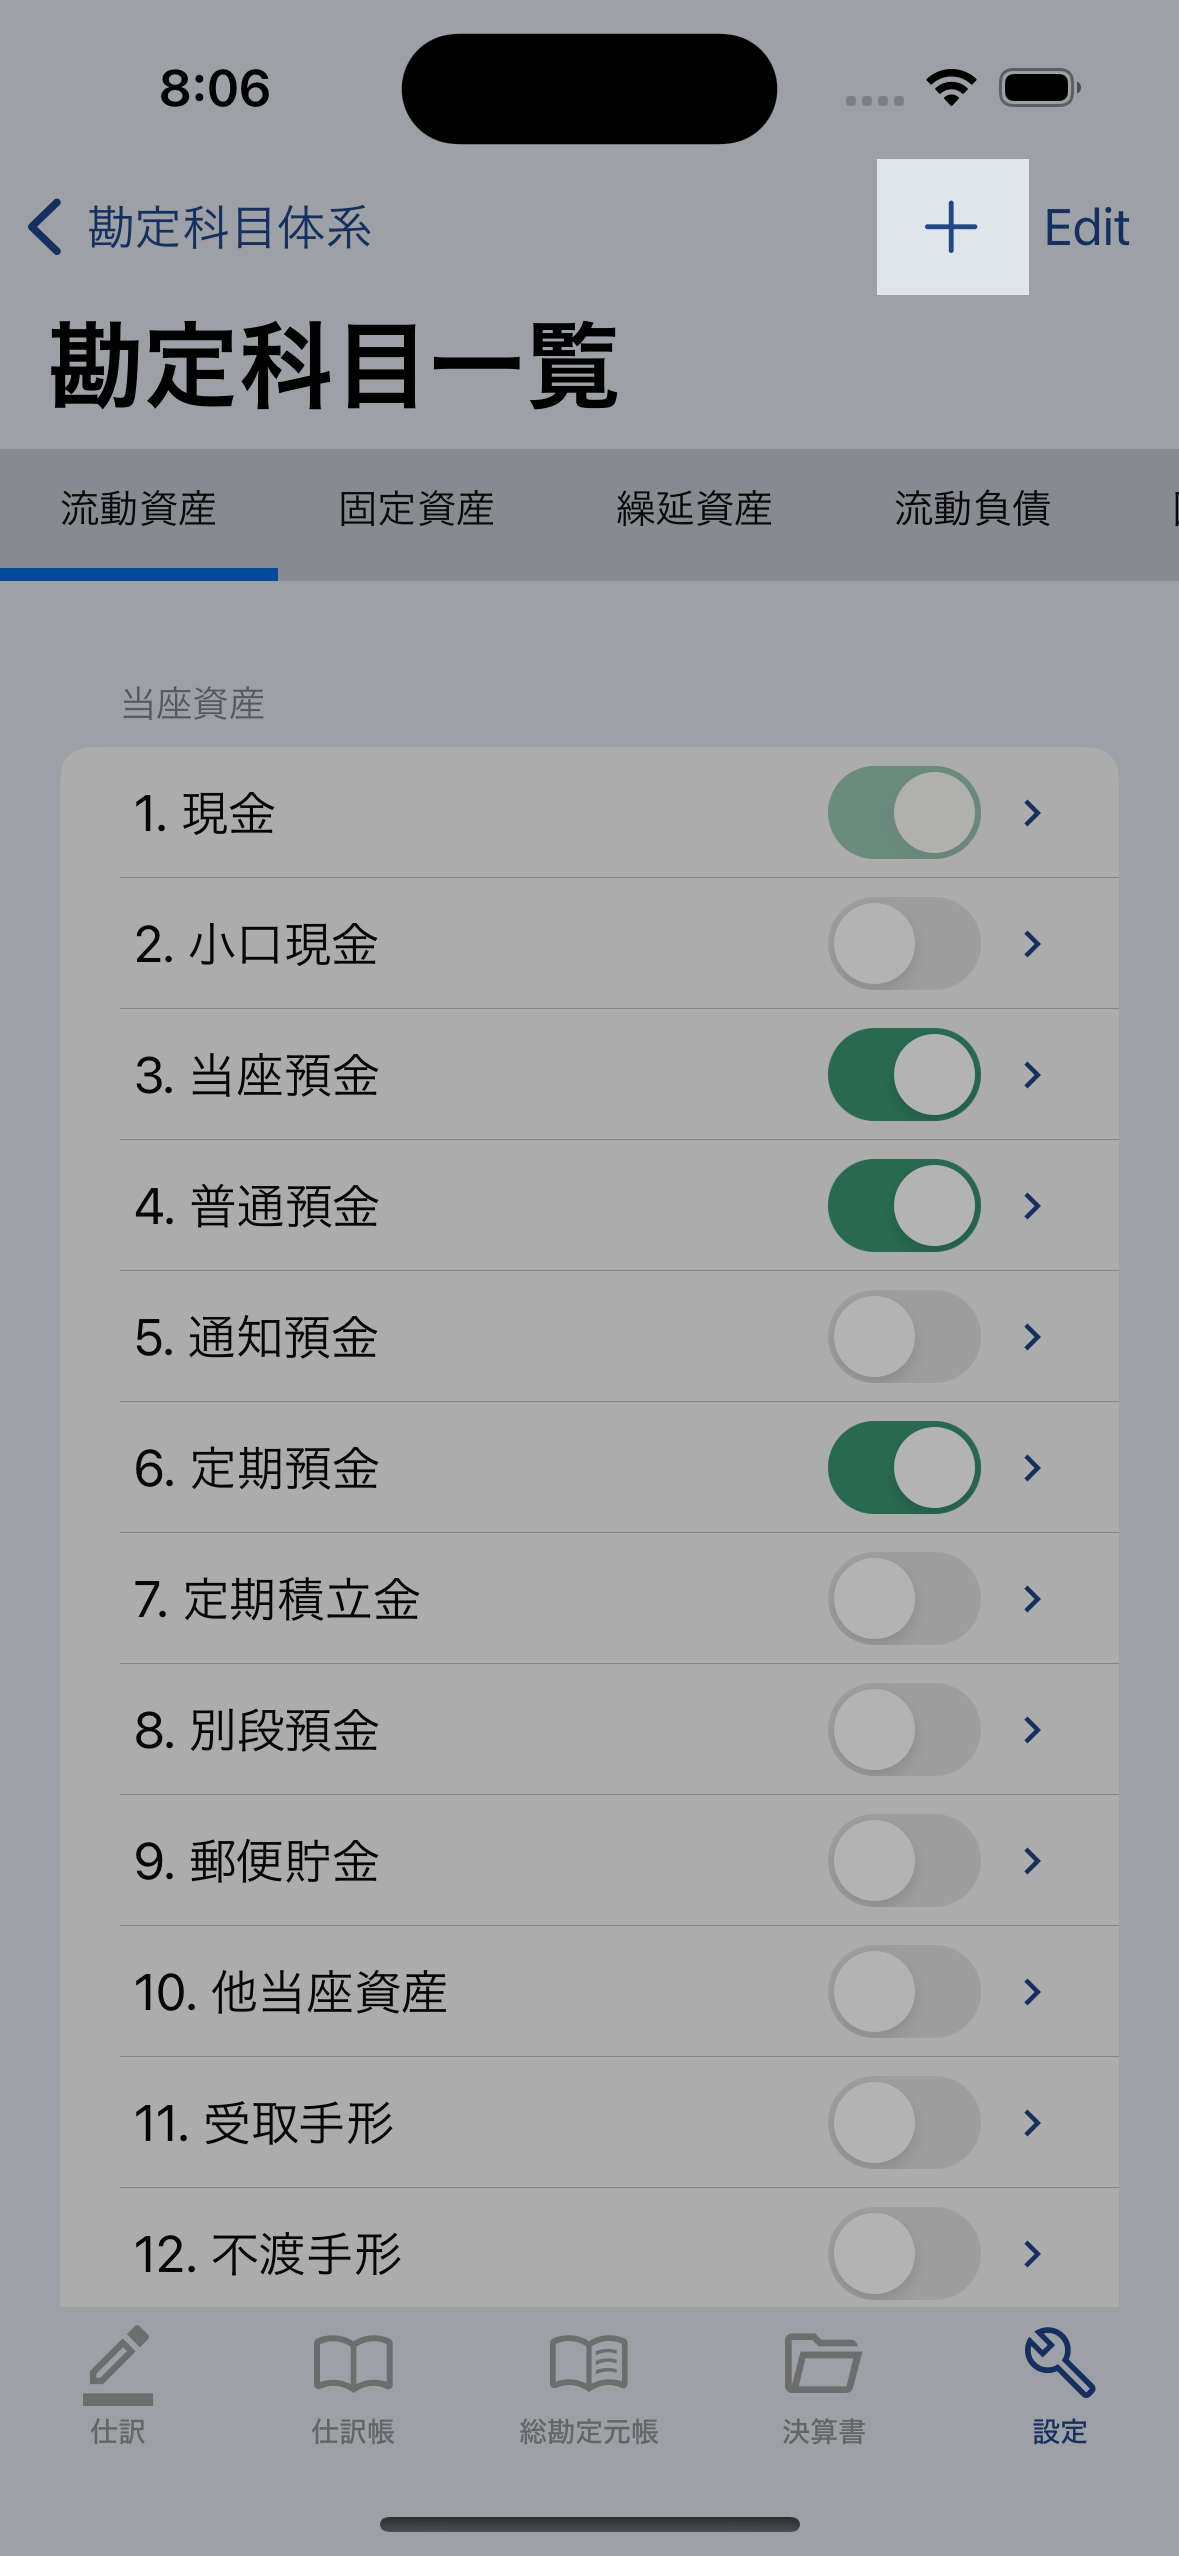 8:06
勘定科目体系
Edit
勘定科目一覧
流動資産 固定資産 繰延資産 流動負債
当座資産
1. 現金
2. 小口現金
3. 当座預金
4. 普通預金
5. 通知預金
6. 定期預金
7. 定期積立金
8. 別段預金
9. 郵便貯金
10. 他当座資産
11. 受取手形
12. 不渡手形
仕訳 仕訳帳 総勘定元帳 決算書 設定